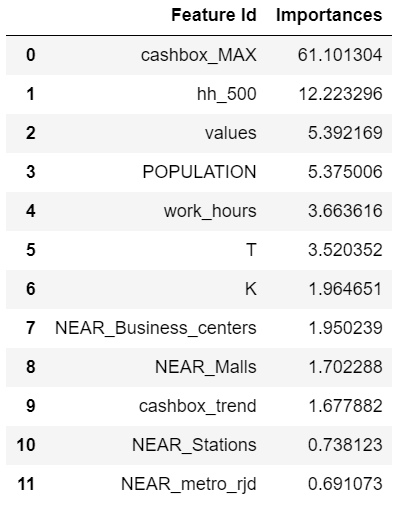 Feature Id Importances
0 cashbox_MAX 61.101304
1 hh_500 12.223296
2 values 5.392169
3 POPULATION 5.375006
4 work_hours 3.663616
5 T 3.520352
6 K 1.964651
7 NEAR_Business_centers 1.950239
8 NEAR_Malls 1.702288
9 cashbox_trend 1.677882
10 NEAR_Stations 0.738123
11 NEAR_metro_rjd 0.691073